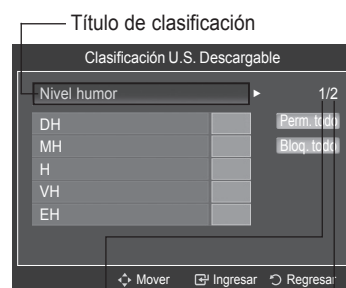 Título de clasificación
Clasificación U.S. Descargable
Nivel humor ► 1/2
DH Perm. todo
MH Bloq. todo
H
VH
EH
Mover Ingresar Regresar